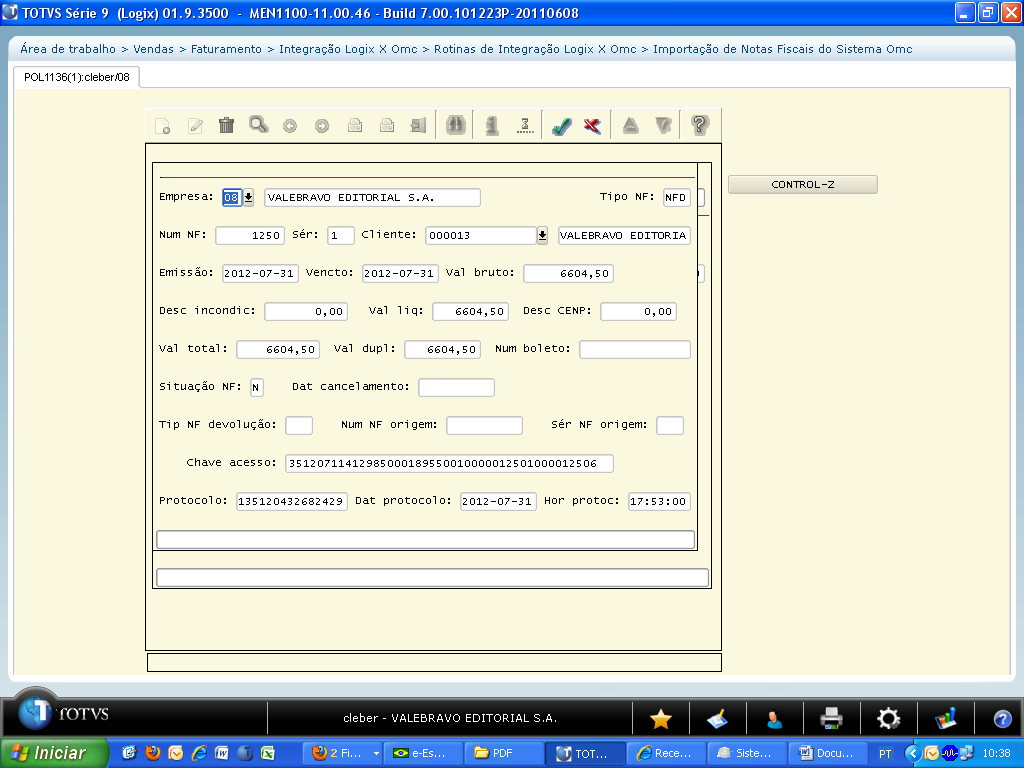 TOTVS Série 9 (Logix) 01.9.3500 - MEN1100-11.00.46 - Build 7.00.101223P-20110608
Área de trabalho > Vendas > Faturamento > Integração Logix X Omc > Rotinas de Integração Logix X Omc > Importação de Notas Fiscais do Sistema Omc
POL1136(1):cleber/08
CONTROL-Z
Empresa: 08 VALEBRAVO EDITORIAL S.A. Tipo NF: NFD
Num NF: 1250 Sér: 1 Cliente: 000013 VALEBRAVO EDITORIA
Emissão: 2012-07-31 Vencto: 2012-07-31 Val bruto: 6604,50
Desc incondic: 0,00 Val liq: 6604,50 Desc CENP: 0,00
Val total: 6604,50 Val dupl: 6604,50 Num boleto:
Situação NF: N Dat cancelamento:
Tip NF devolução: Num NF origem: Sér NF origem:
Chave acesso: 35120711412985000189550010000012501000012506
Protocolo: 135120432682429 Dat protocolo: 2012-07-31 Hor protoc: 17:53:00
TOTVS cleber - VALEBRAVO EDITORIAL S.A.
Iniciar 2 Fi... e-Es... PDF TOT... Rece... Siste... Docu... PT 10:38